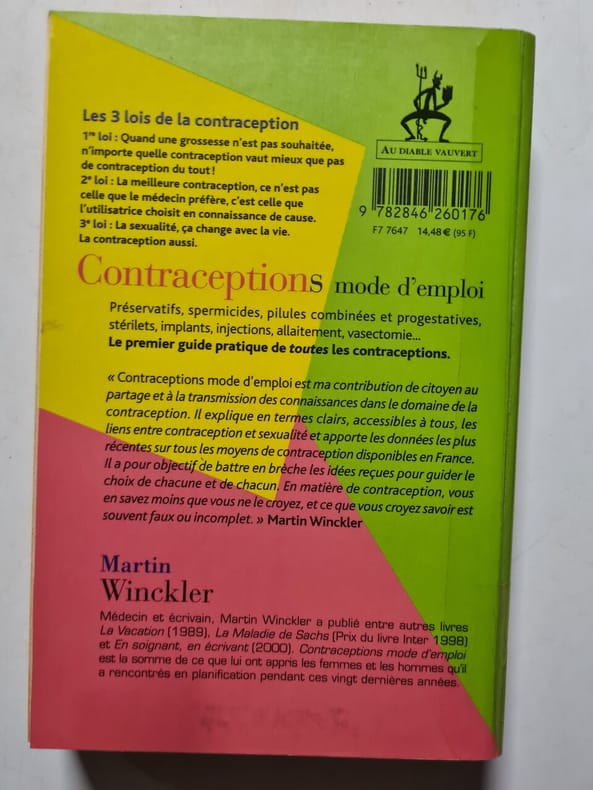 Les 3 lois de la contraception
1re loi : Quand une grossesse n'est pas souhaitée,
n'importe quelle contraception vaut mieux que pas
de contraception du tout !
2e loi : La meilleure contraception, ce n'est pas
celle que le médecin préfère, c'est celle que
l'utilisatrice choisit en connaissance de cause.
3e loi : La sexualité, ça change avec la vie.
La contraception aussi.
AU DIABLE VAUVERT
9 782846 260176
F7 7647 14,48 € (95 F)
Contraceptions mode d'emploi
Préservatifs, spermicides, pilules combinées et progestatives,
stérilets, implants, injections, allaitement, vasectomie...
Le premier guide pratique de toutes les contraceptions.
« Contraceptions mode d'emploi est ma contribution de citoyen au
partage et à la transmission des connaissances dans le domaine de la
contraception. Il explique en termes clairs, accessibles à tous, les
liens entre contraception et sexualité et apporte les données les plus
récentes sur tous les moyens de contraception disponibles en France.
Il a pour objectif de battre en brèche les idées reçues pour guider le
choix de chacune et de chacun. En matière de contraception, vous
en savez moins que vous ne le croyez, et ce que vous croyez savoir est
souvent faux ou incomplet. » Martin Winckler
Martin
Winckler
Médecin et écrivain, Martin Winckler a publié entre autres livres
La Vacation (1989), La Maladie de Sachs (Prix du livre Inter 1998)
et En soignant, en écrivant (2000). Contraceptions mode d'emploi
est la somme de ce que lui ont appris les femmes et les hommes qu'il
a rencontrés en planification pendant ces vingt dernières années.